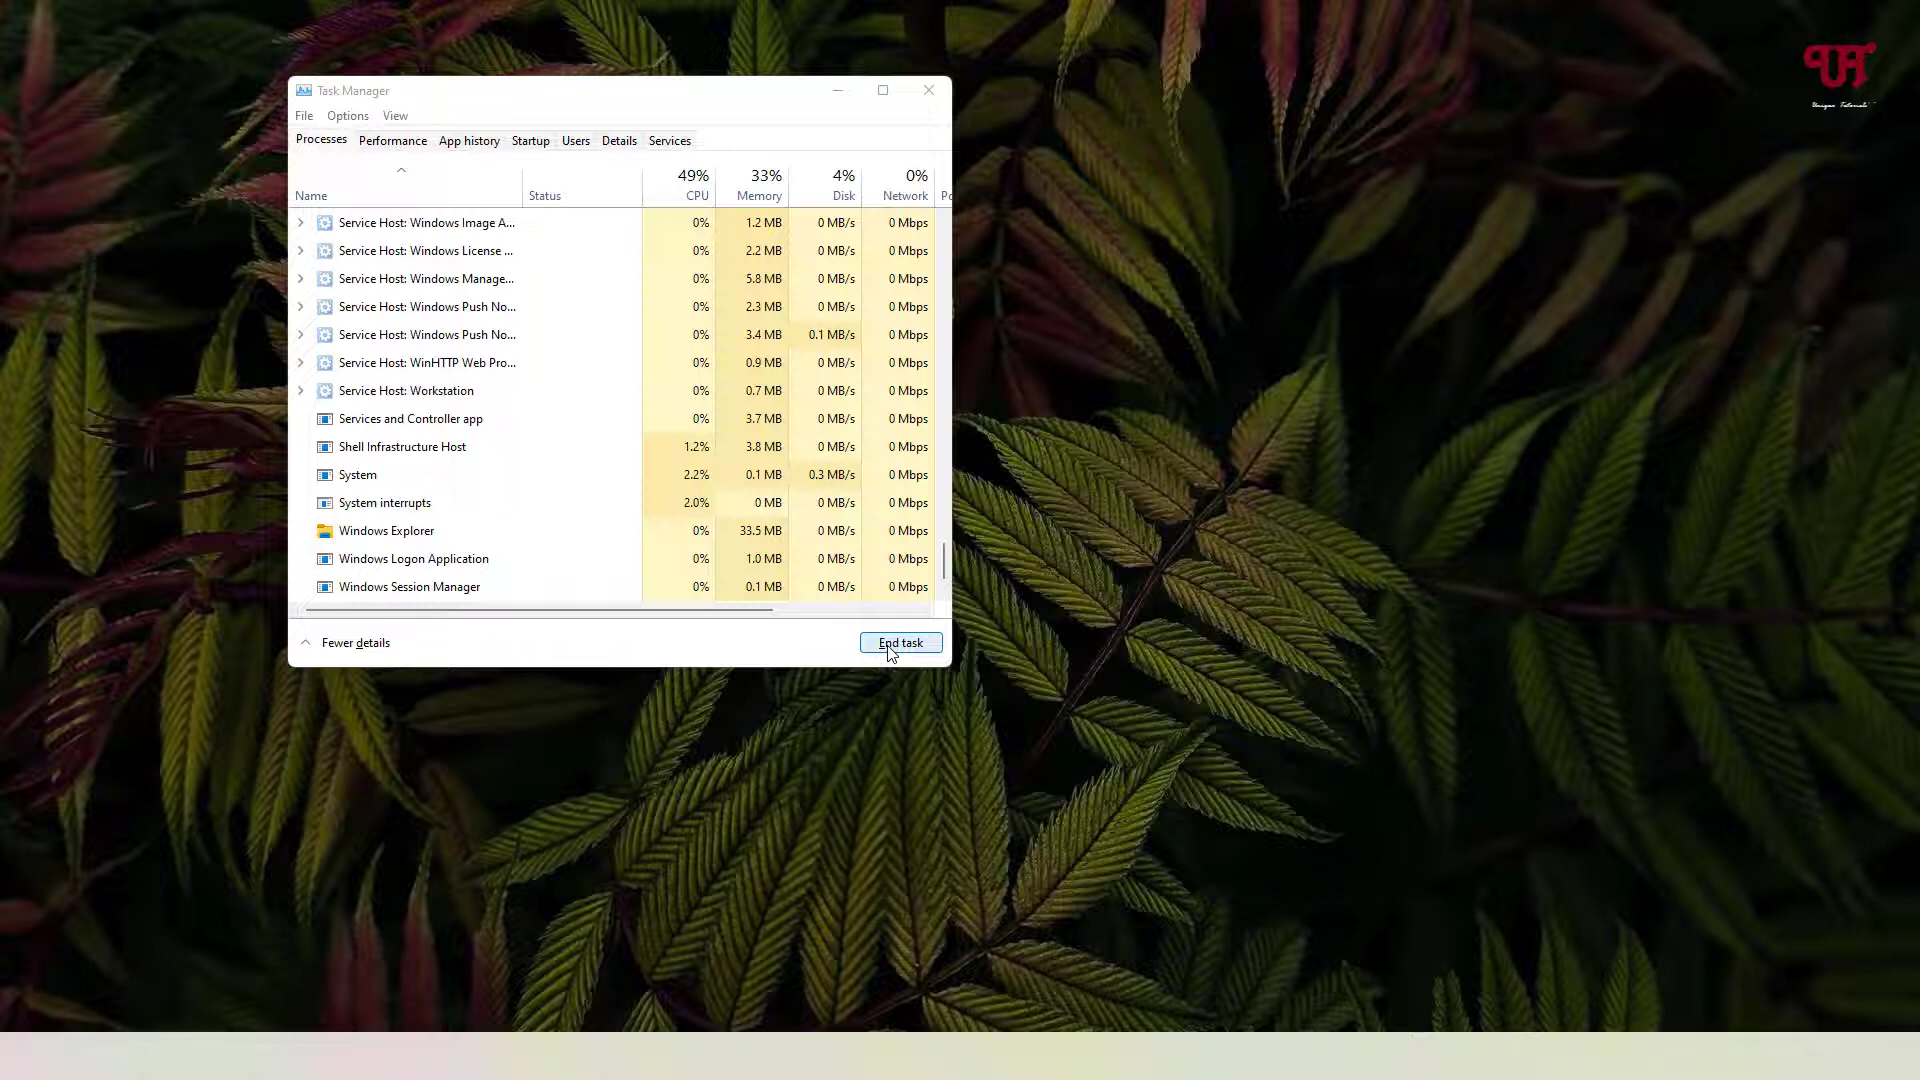 UT
Unique Tutorials
Task Manager
File Options View
Processes Performance App history Startup Users Details Services
49% 33% 4% 0%
Name Status CPU Memory Disk Network Pc
Service Host: Windows Image A... 0% 1.2 MB 0 MB/s 0 Mbps
Service Host: Windows License ... 0% 2.2 MB 0 MB/s 0 Mbps
Service Host: Windows Manage... 0% 5.8 MB 0 MB/s 0 Mbps
Service Host: Windows Push No... 0% 2.3 MB 0 MB/s 0 Mbps
Service Host: Windows Push No... 0% 3.4 MB 0.1 MB/s 0 Mbps
Service Host: WinHTTP Web Pro... 0% 0.9 MB 0 MB/s 0 Mbps
Service Host: Workstation 0% 0.7 MB 0 MB/s 0 Mbps
Services and Controller app 0% 3.7 MB 0 MB/s 0 Mbps
Shell Infrastructure Host 1.2% 3.8 MB 0 MB/s 0 Mbps
System 2.2% 0.1 MB 0.3 MB/s 0 Mbps
System interrupts 2.0% 0 MB 0 MB/s 0 Mbps
Windows Explorer 0% 33.5 MB 0 MB/s 0 Mbps
Windows Logon Application 0% 1.0 MB 0 MB/s 0 Mbps
Windows Session Manager 0% 0.1 MB 0 MB/s 0 Mbps
Fewer details End task